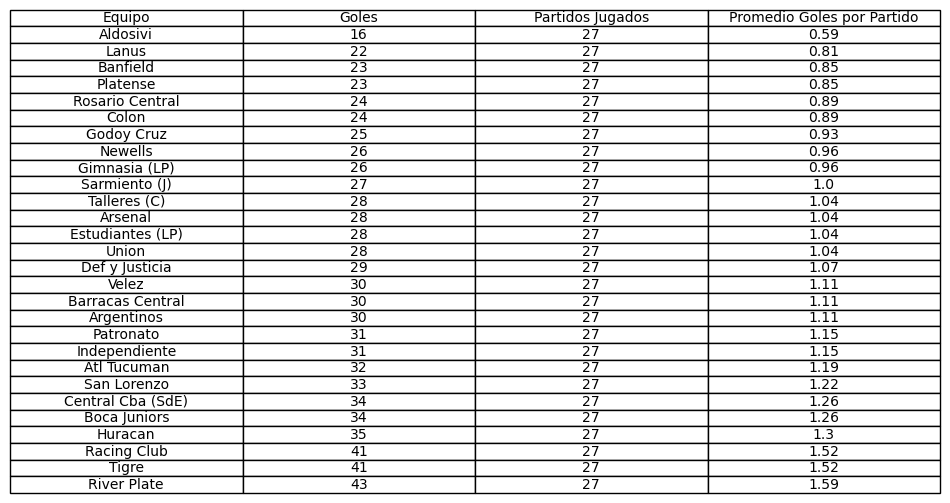 Equipo Goles Partidos Jugados Promedio Goles por Partido
Aldosivi 16 27 0.59
Lanus 22 27 0.81
Banfield 23 27 0.85
Platense 23 27 0.85
Rosario Central 24 27 0.89
Colon 24 27 0.89
Godoy Cruz 25 27 0.93
Newells 26 27 0.96
Gimnasia (LP) 26 27 0.96
Sarmiento (J) 27 27 1.0
Talleres (C) 28 27 1.04
Arsenal 28 27 1.04
Estudiantes (LP) 28 27 1.04
Union 28 27 1.04
Def y Justicia 29 27 1.07
Velez 30 27 1.11
Barracas Central 30 27 1.11
Argentinos 30 27 1.11
Patronato 31 27 1.15
Independiente 31 27 1.15
Atl Tucuman 32 27 1.19
San Lorenzo 33 27 1.22
Central Cba (SdE) 34 27 1.26
Boca Juniors 34 27 1.26
Huracan 35 27 1.3
Racing Club 41 27 1.52
Tigre 41 27 1.52
River Plate 43 27 1.59